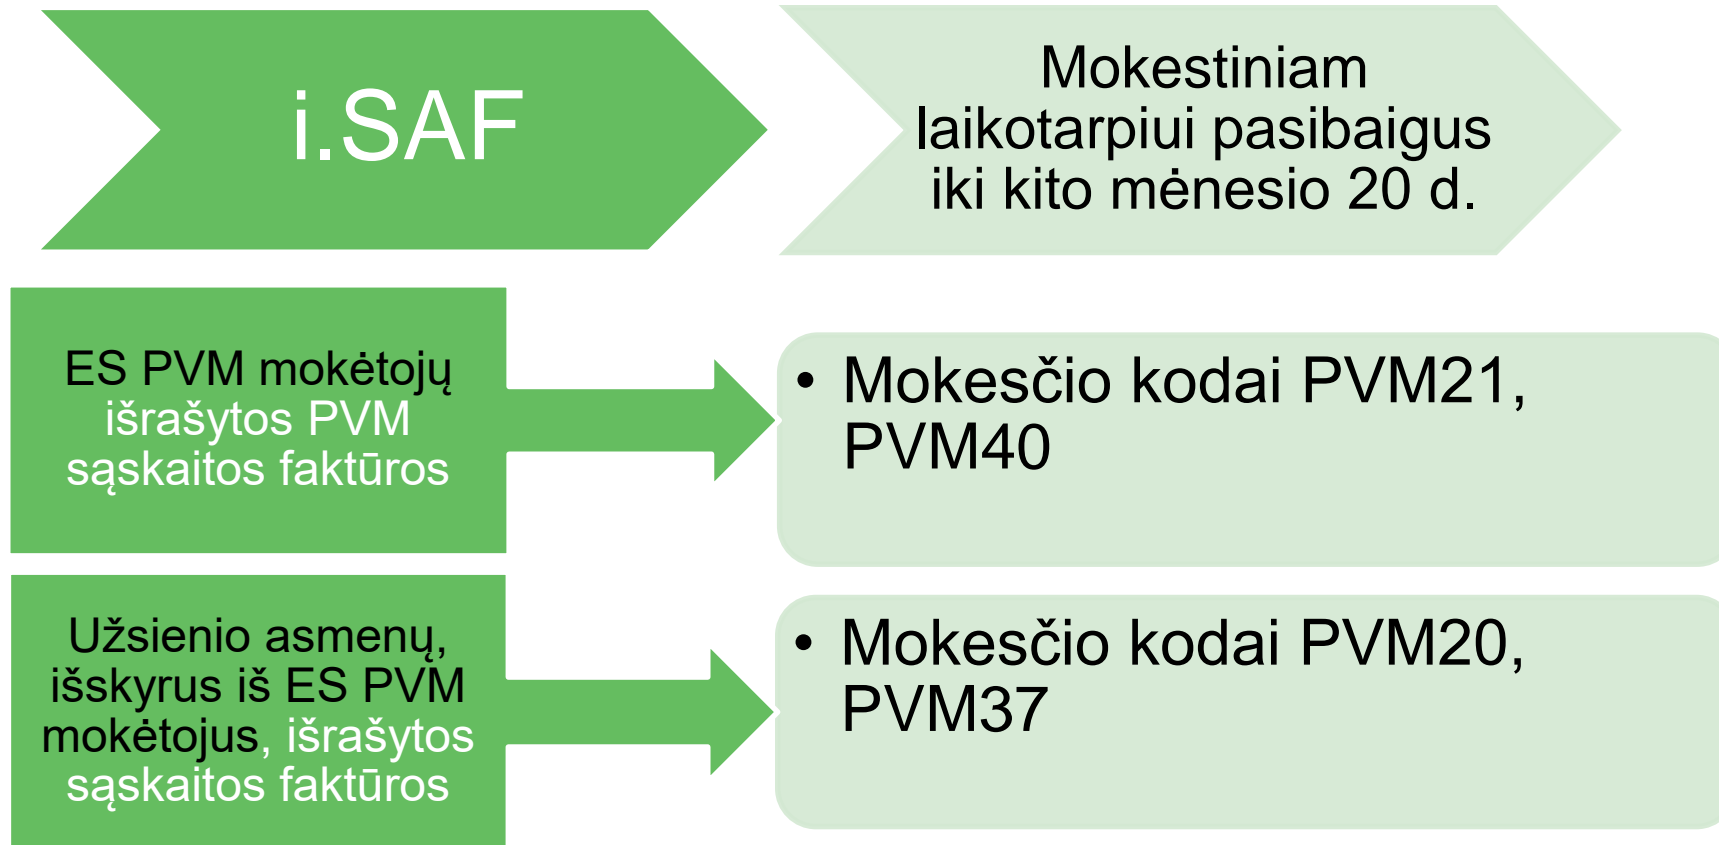 i.SAF
Mokestiniam
laikotarpiui pasibaigus
iki kito mėnesio 20 d.
ES PVM mokėtojų
išrašytos PVM
sąskaitos faktūros
• Mokesčio kodai PVM21,
PVM40
Užsienio asmenų,
išskyrus iš ES PVM
mokėtojus, išrašytos
sąskaitos faktūros
• Mokesčio kodai PVM20,
PVM37